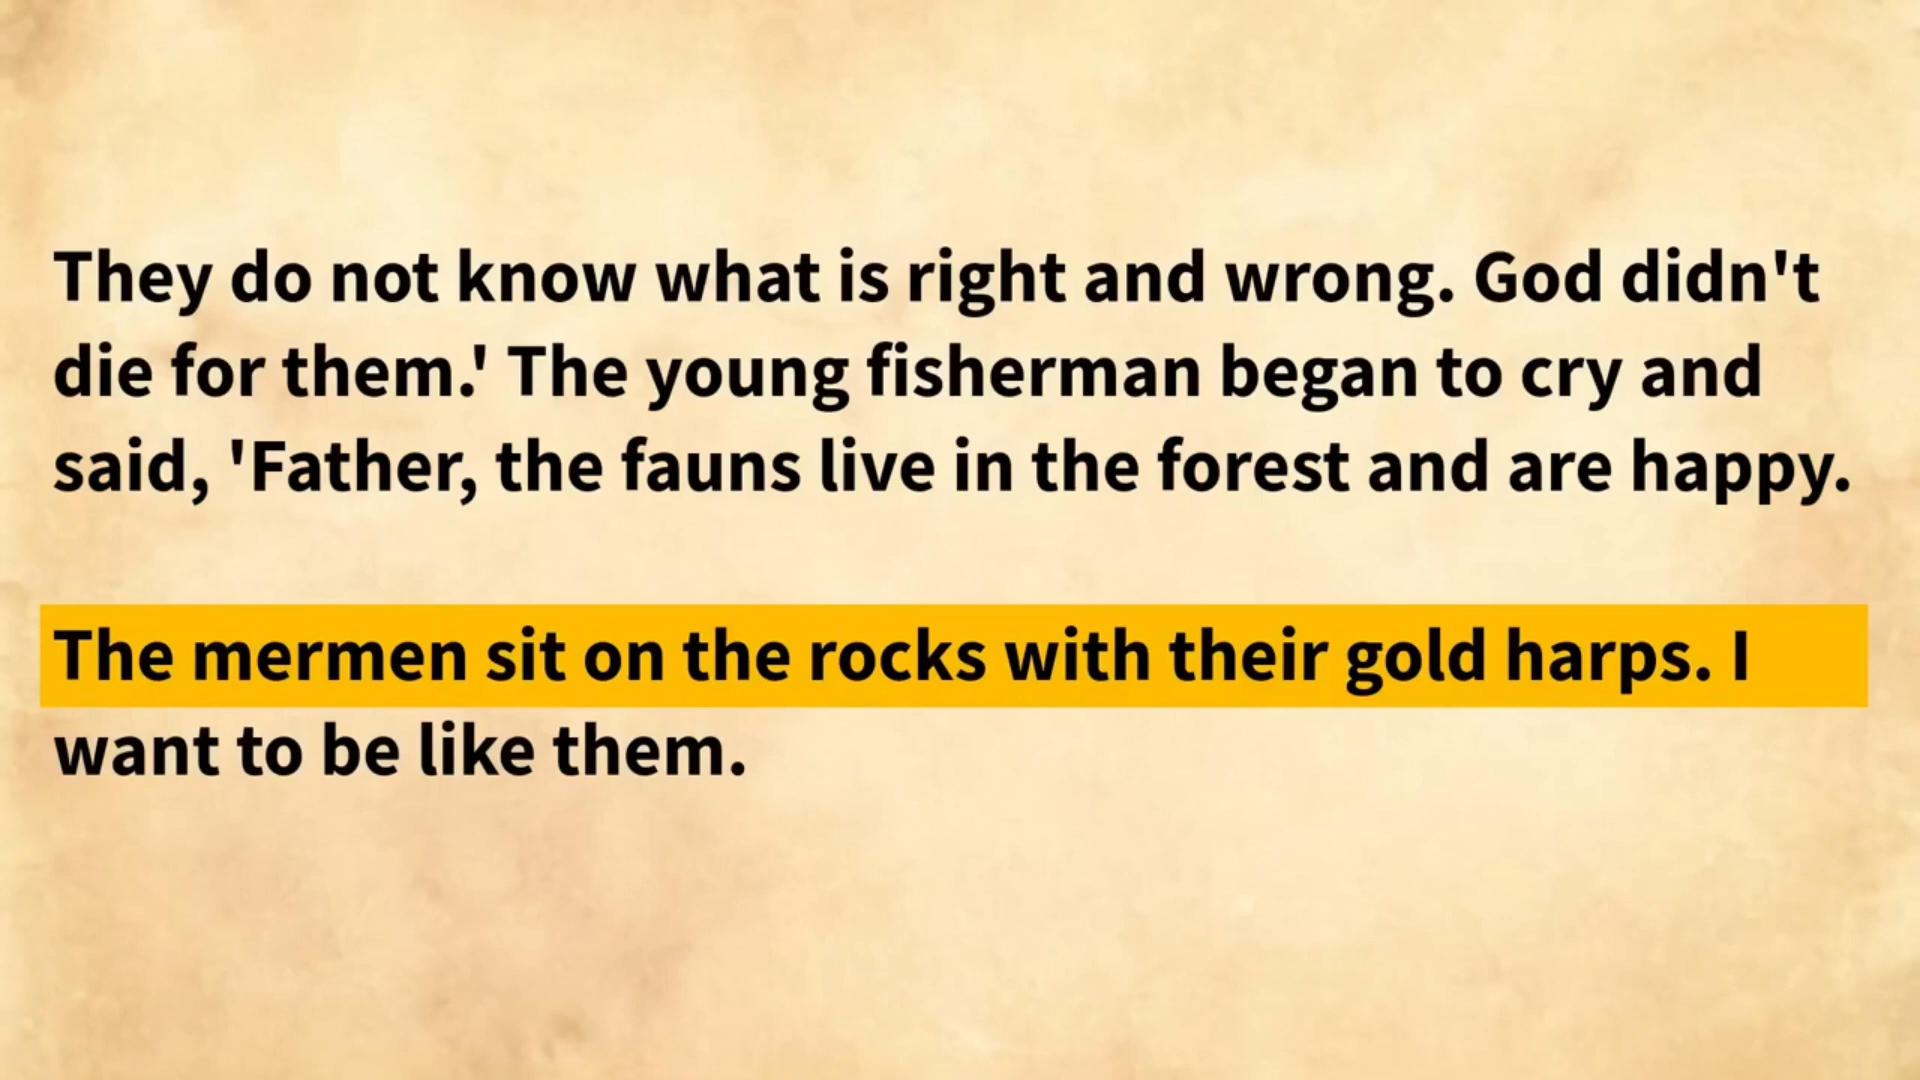 They do not know what is right and wrong. God didn't
die for them.' The young fisherman began to cry and
said, 'Father, the fauns live in the forest and are happy.
The mermen sit on the rocks with their gold harps. I
want to be like them.